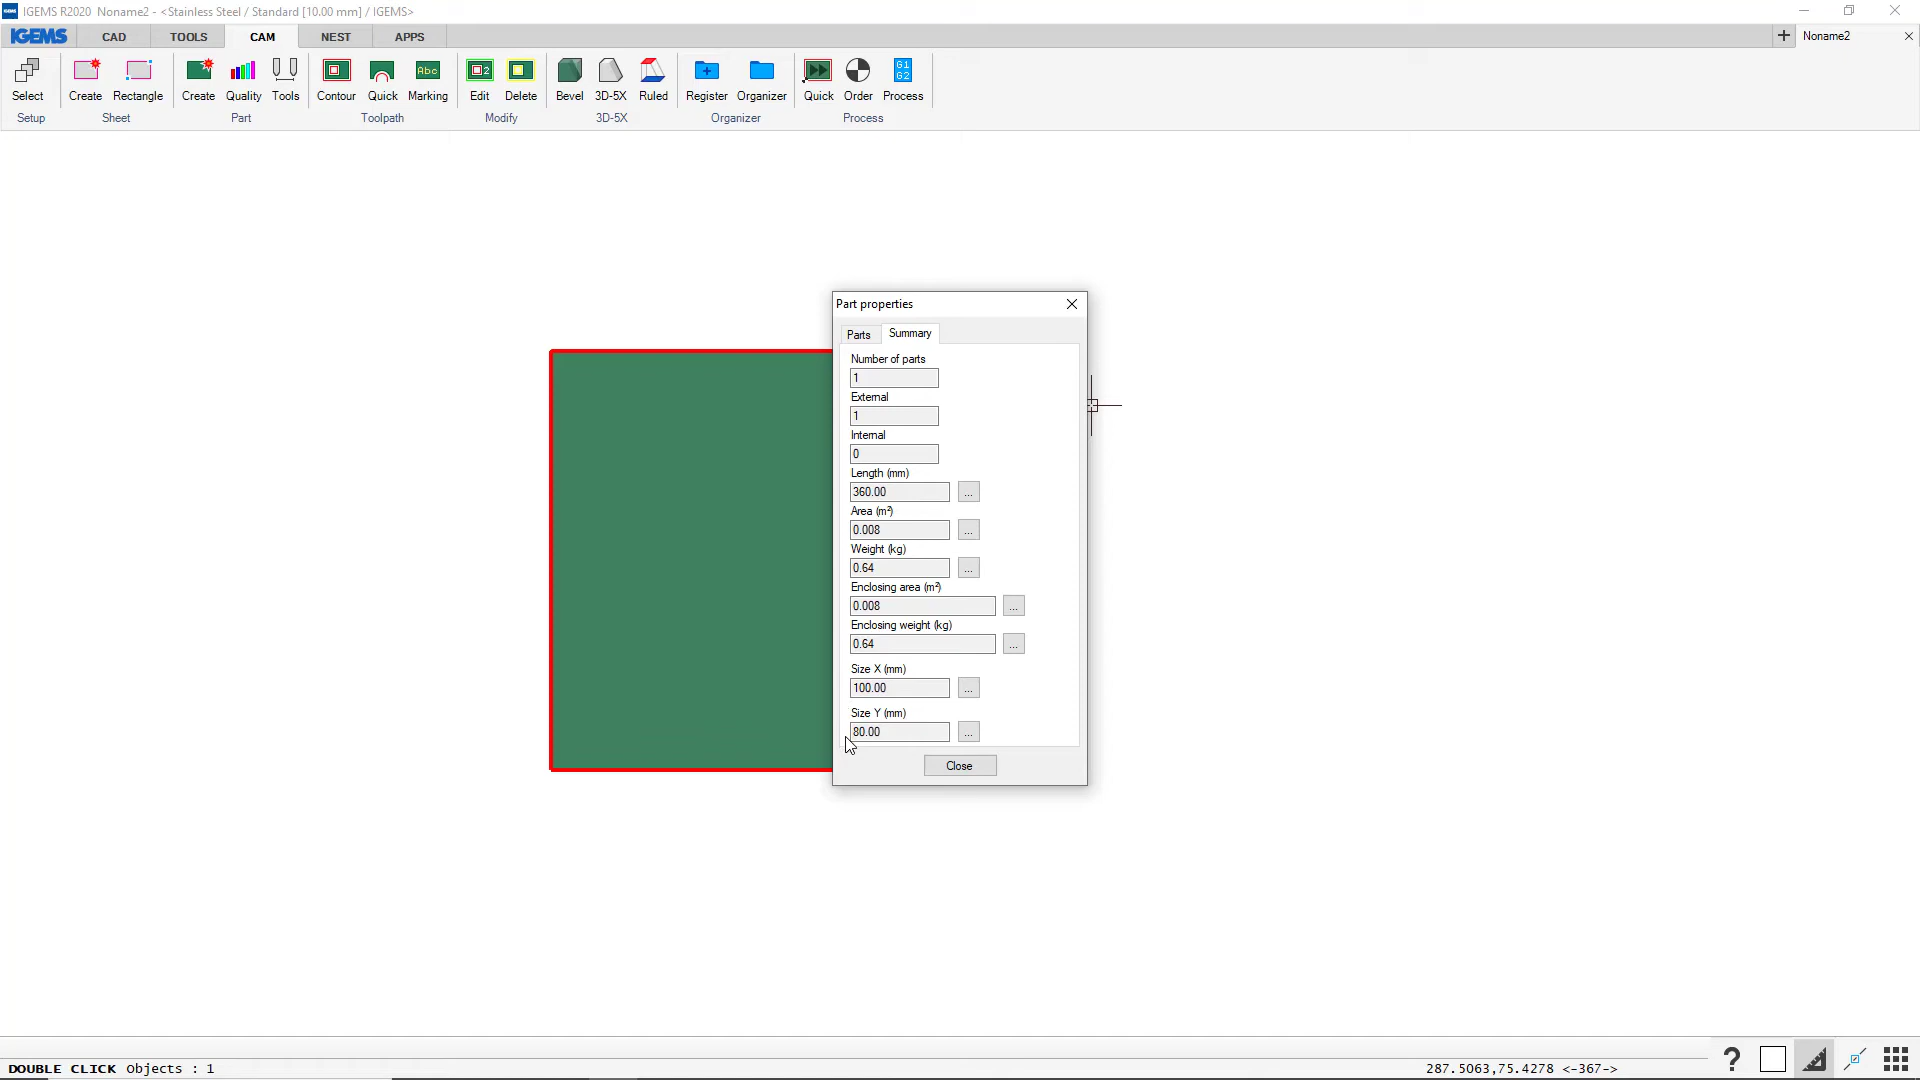 IGEMS R2020 Noname2 - <Stainless Steel / Standard [10.00 mm] / IGEMS>
IGEMS CAD TOOLS CAM NEST APPS + Noname2
Select Create Rectangle Create Quality Tools Contour Quick Abc Marking 2 Edit Delete Bevel 3D-5X Ruled Register Organizer Quick Order G1 G2 Process
Setup Sheet Part Toolpath Modify 3D-5X Organizer Process
Part properties
Parts Summary
Number of parts
1
External
1
Internal
0
Length (mm)
360.00 ...
Area (m²)
0.008 ...
Weight (kg)
0.64 ...
Enclosing area (m²)
0.008 ...
Enclosing weight (kg)
0.64 ...
Size X (mm)
100.00 ...
Size Y (mm)
80.00 ...
Close
DOUBLE CLICK Objects : 1 287.5063,75.4278 <-367->
?